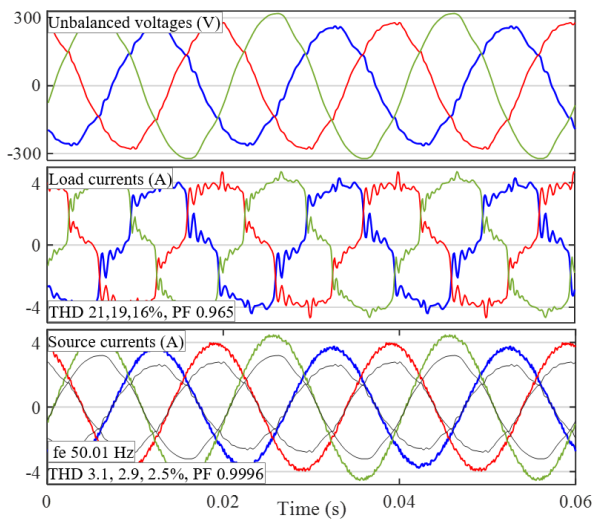 Unbalanced voltages (V)
300
0
-300
Load currents (A)
4
0
-4
THD 21,19,16%, PF 0.965
Source currents (A)
4
0
-4
fe 50.01 Hz
THD 3.1, 2.9, 2.5%, PF 0.9996
0
0.02
0.04
0.06
Time (s)